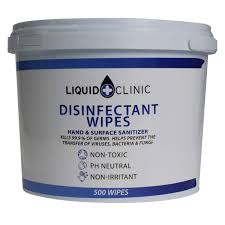 LIQUID CLINIC
DISINFECTANT
WIPES
HAND & SURFACE SANITIZER
KILLS 99.9% OF GERMS. HELPS PREVENT THE
TRANSFER OF VIRUSES, BACTERIA & FUNGI
NON-TOXIC
PH NEUTRAL
NON-IRRITANT
500 WIPES